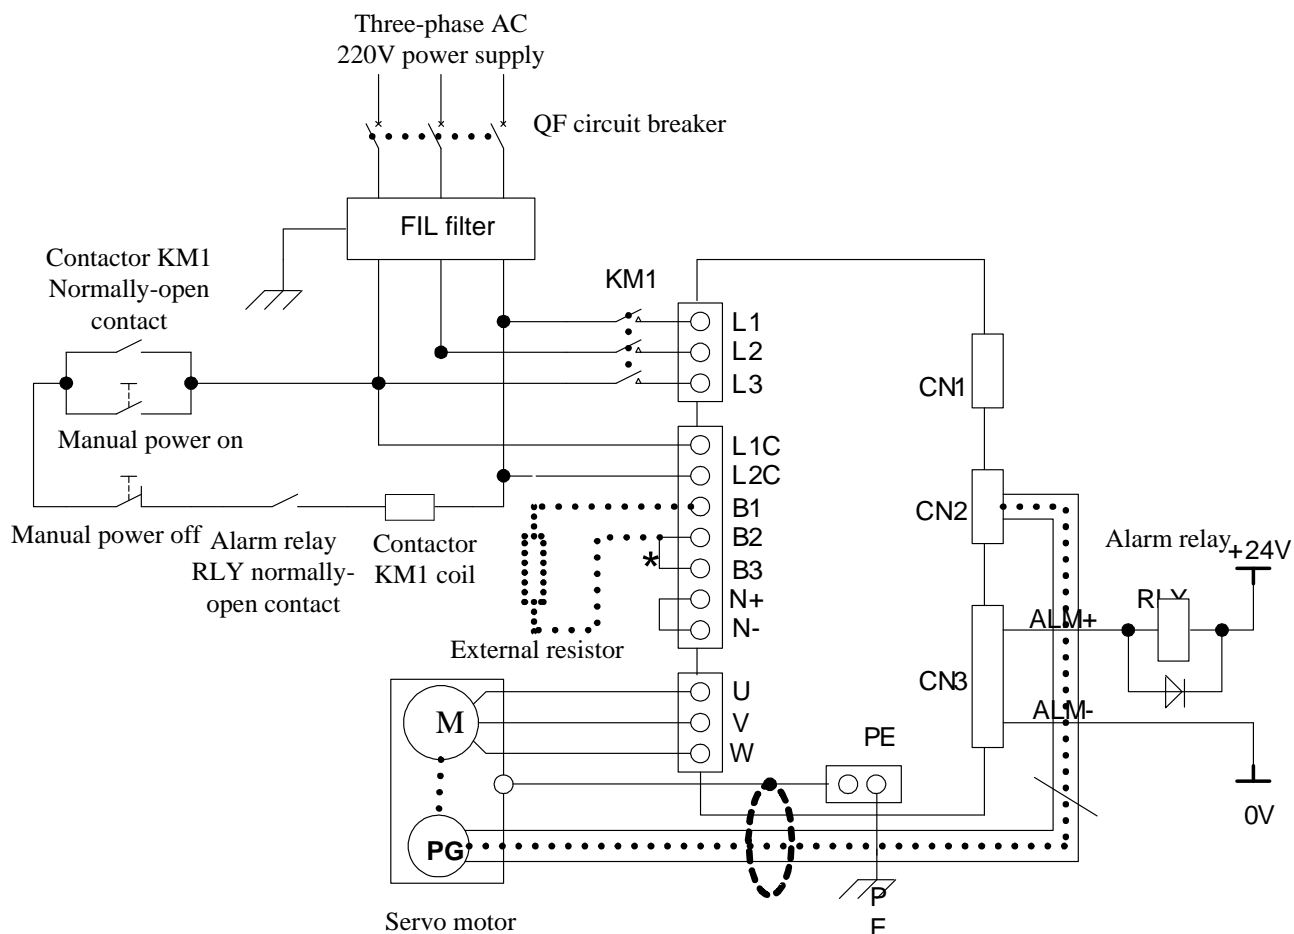 Three-phase AC
220V power supply
QF circuit breaker
FIL filter
Contactor KM1
Normally-open
contact
KM1
L1
L2
L3
CN1
Manual power on
L1C
L2C
B1
B2
*
B3
N+
N-
CN2
Manual power off
Alarm relay
RLY normally-
open contact
Contactor
KM1 coil
External resistor
Alarm relay
+24V
RLY
ALM+
CN3
ALM-
0V
M
U
V
W
PE
PG
Servo motor
P
E